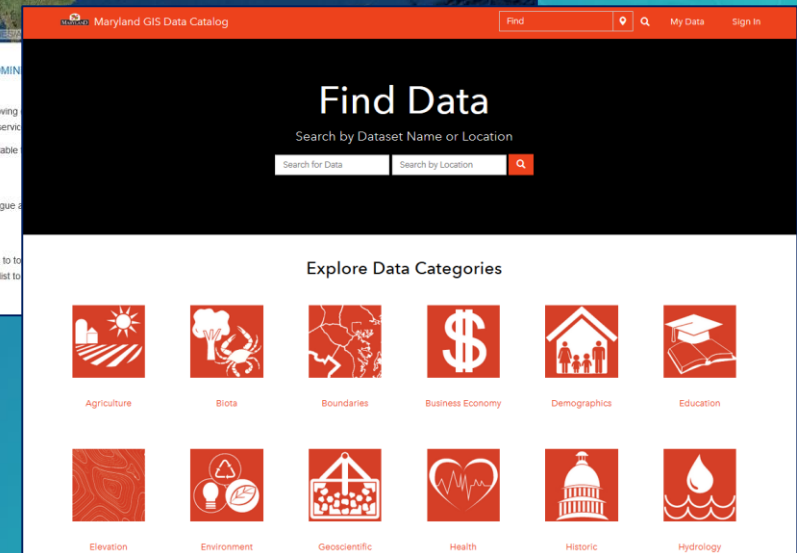 Maryland GIS Data Catalog
Find
My Data
Sign In
Find Data
Search by Dataset Name or Location
Search for Data
Search by Location
Explore Data Categories
Agriculture
Biota
Boundaries
Business Economy
Demographics
Education
Elevation
Environment
Geoscientific
Health
Historic
Hydrology